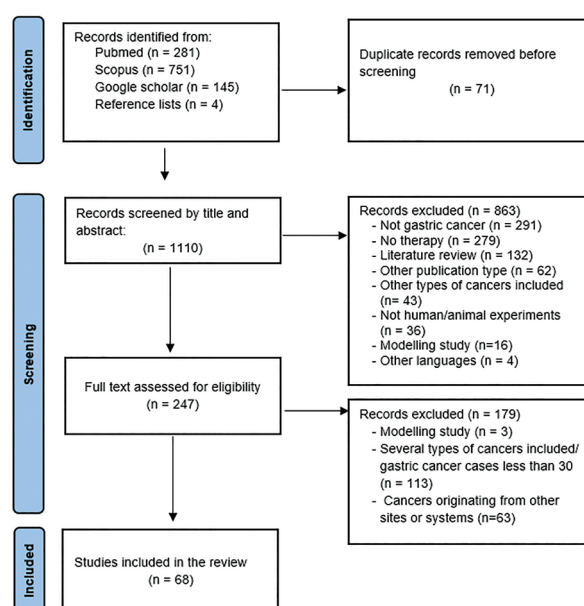 Identification
Records identified from:
Pubmed (n = 281)
Scopus (n = 751)
Google scholar (n = 145)
Reference lists (n = 4)
Duplicate records removed before
screening
(n = 71)
Screening
Records screened by title and
abstract:
(n = 1110)
Records excluded (n = 863)
- Not gastric cancer (n = 291)
- No therapy (n = 279)
- Literature review (n = 132)
- Other publication type (n = 62)
- Other types of cancers included
(n = 43)
- Not human/animal experiments
(n = 36)
- Modelling study (n=16)
- Other languages (n = 4)
Full text assessed for eligibility
(n = 247)
Records excluded (n = 179)
- Modelling study (n = 3)
- Several types of cancers included/
gastric cancer cases less than 30
(n = 113)
- Cancers originating from other
sites or systems (n=63)
Included
Studies included in the review
(n = 68)